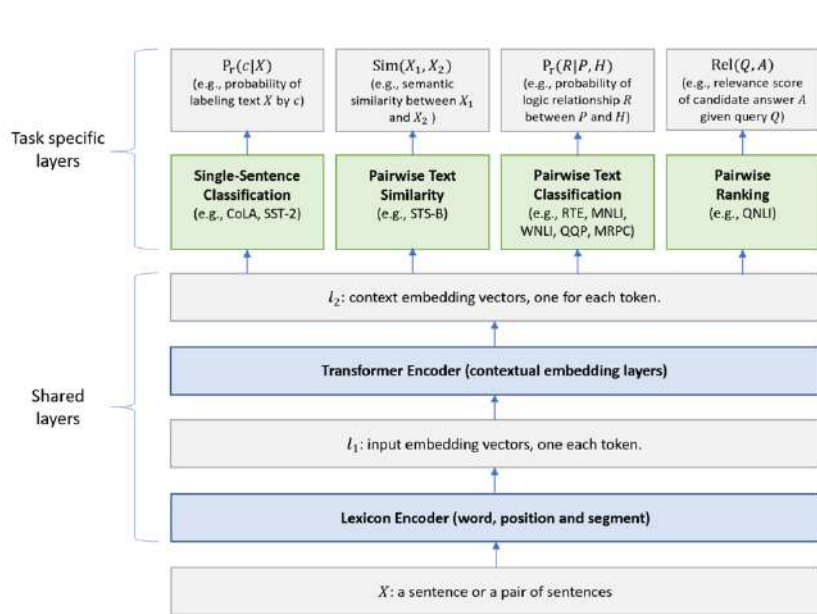 Pr(c|X)
(e.g., probability of
labeling text X by c)
Sim(X₁, X₂)
(e.g., semantic
similarity between X₁
and X₂ )
Pr(R|P, H)
(e.g., probability of
logic relationship R
between P and H)
Rel(Q, A)
(e.g., relevance score
of candidate answer A
given query Q)
Task specific
layers
Single-Sentence
Classification
(e.g., CoLA, SST-2)
Pairwise Text
Similarity
(e.g., STS-B)
Pairwise Text
Classification
(e.g., RTE, MNLI,
WNLI, QQP, MRPC)
Pairwise
Ranking
(e.g., QNLI)
l₂: context embedding vectors, one for each token.
Transformer Encoder (contextual embedding layers)
Shared
layers
l₁: input embedding vectors, one each token.
Lexicon Encoder (word, position and segment)
X: a sentence or a pair of sentences